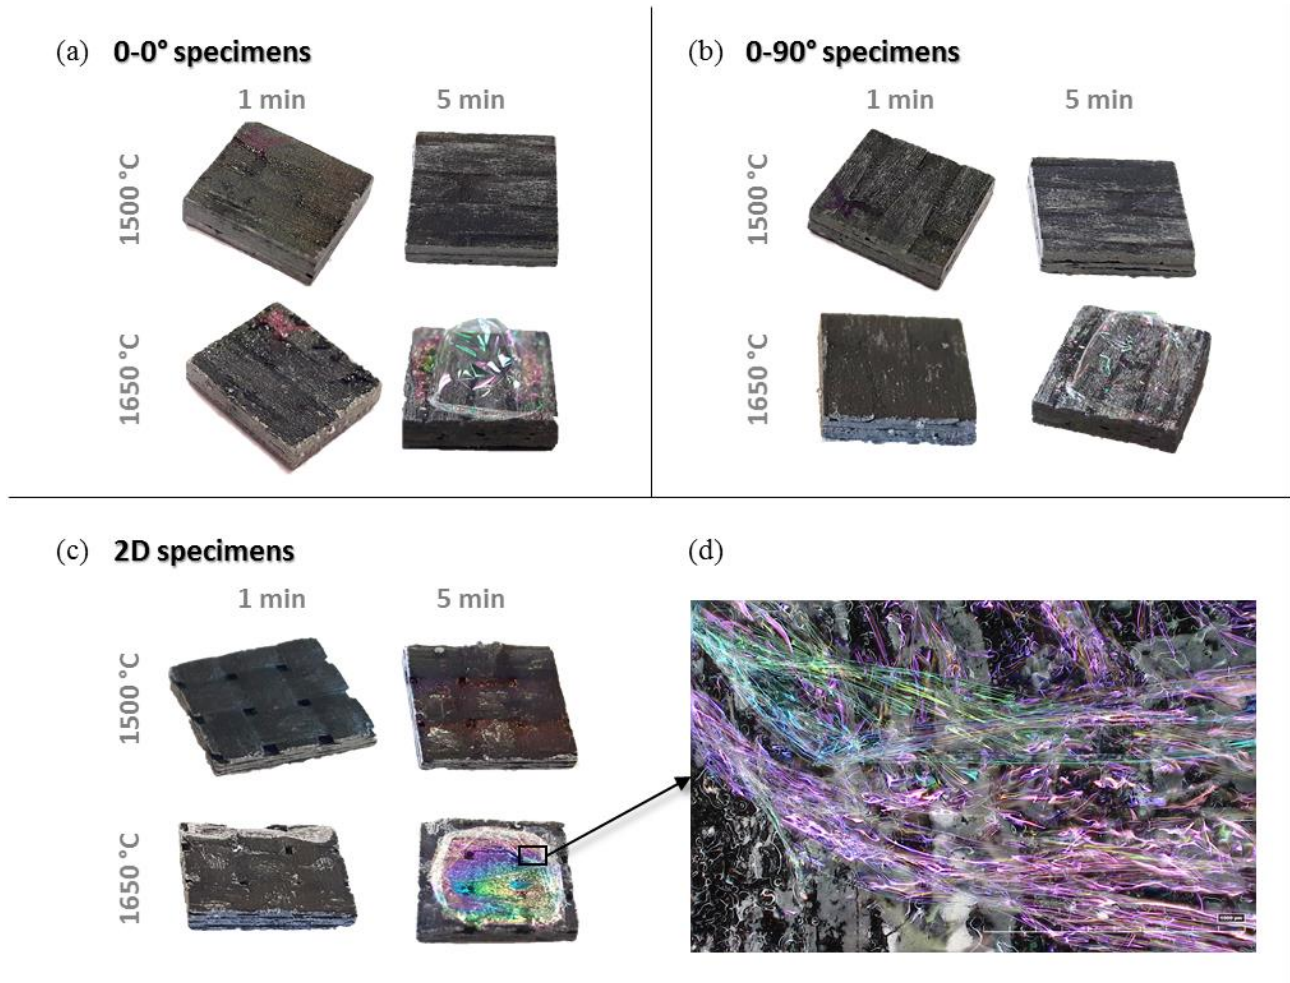 (a) 0-0° specimens
1 min 5 min
1500 °C
1650 °C
(b) 0-90° specimens
1 min 5 min
1500 °C
1650 °C
(c) 2D specimens
1 min 5 min
1500 °C
1650 °C
(d)